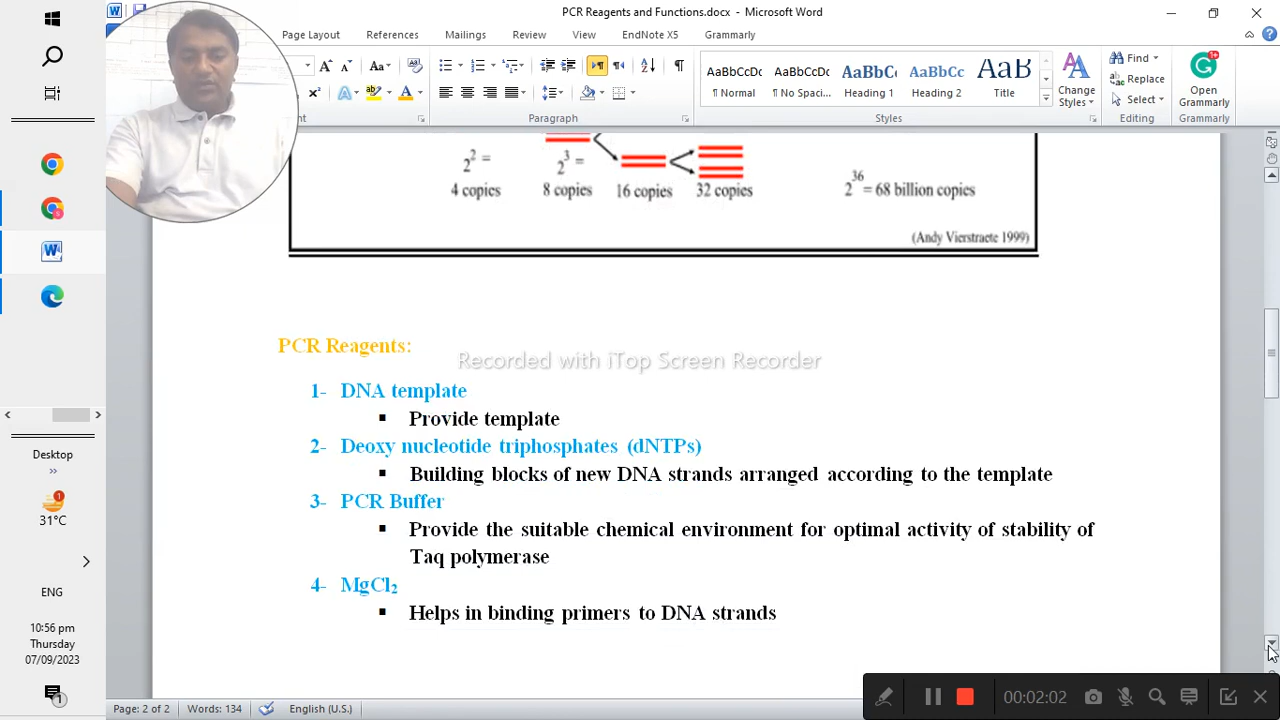 PCR Reagents and Functions.docx - Microsoft Word
Page Layout References Mailings Review View EndNote X5 Grammarly
Aa
AaBbCcDc AaBbCcDc AaBbC AaBbCc AaB
¶ Normal ¶ No Spaci... Heading 1 Heading 2 Title
Change Styles
Find
Replace
Select
Open Grammarly
Paragraph Styles Editing Grammarly
2² = 2³ =
4 copies 8 copies 16 copies 32 copies 2³⁶ = 68 billion copies
(Andy Vierstraete 1999)
PCR Reagents:
Recorded with iTop Screen Recorder
1- DNA template
▪ Provide template
2- Deoxy nucleotide triphosphates (dNTPs)
▪ Building blocks of new DNA strands arranged according to the template
3- PCR Buffer
▪ Provide the suitable chemical environment for optimal activity of stability of
Taq polymerase
4- MgCl₂
▪ Helps in binding primers to DNA strands
Desktop
31°C
ENG
10:56 pm
Thursday
07/09/2023
1
Page: 2 of 2 Words: 134 English (U.S.)
00:02:02